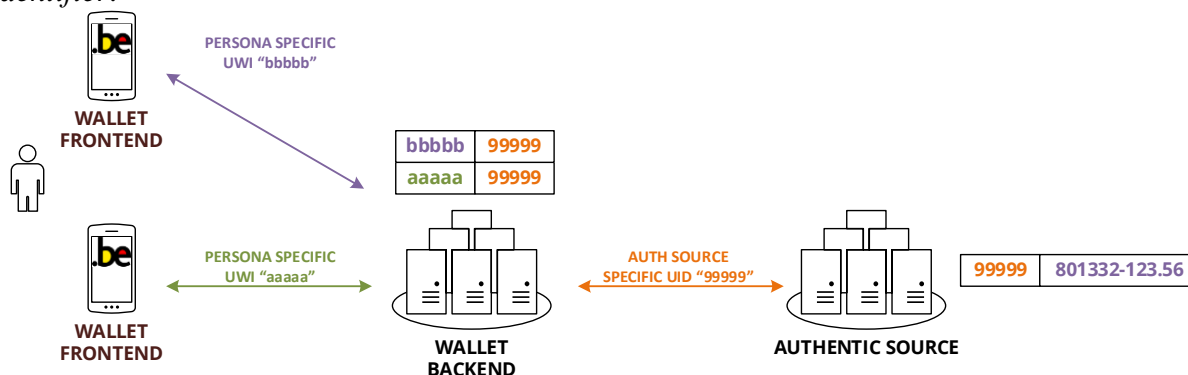 .be
WALLET
FRONTEND
PERSONA SPECIFIC
UWI “bbbbb”
bbbbb 99999
aaaaa 99999
.be
WALLET
FRONTEND
PERSONA SPECIFIC
UWI “aaaaa”
WALLET
BACKEND
AUTH SOURCE
SPECIFIC UID “99999”
AUTHENTIC SOURCE
99999 801332-123.56